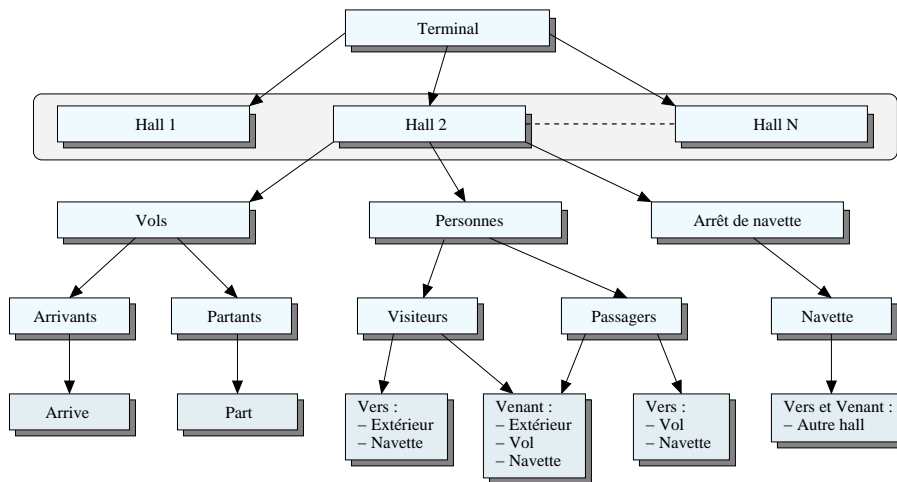 Terminal
Hall 1
Hall 2
Hall N
Vols
Personnes
Arrêt de navette
Arrivants
Partants
Visiteurs
Passagers
Navette
Arrive
Part
Vers :
– Extérieur
– Navette
Venant :
– Extérieur
– Vol
– Navette
Vers :
– Vol
– Navette
Vers et Venant :
– Autre hall